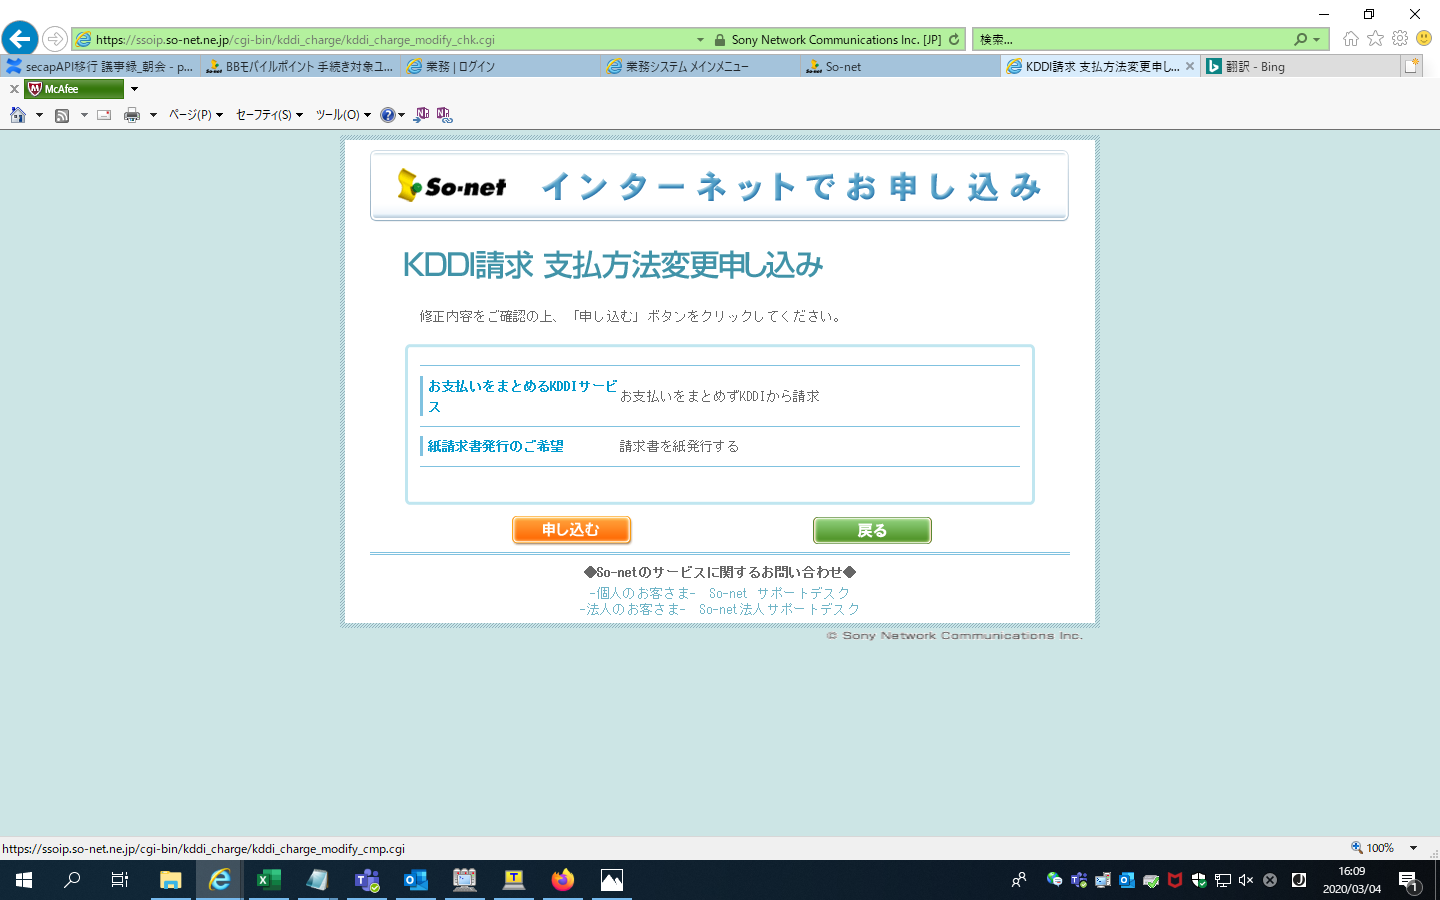 https://ssoip.so-net.ne.jp/cgi-bin/kddi_charge/kddi_charge_modify_chk.cgi
Sony Network Communications Inc. [JP]
検索...
secapAPI移行 議事録_朝会 - p...
BBモバイルポイント 手続き対象ユ...
業務 | ログイン
業務システム メインメニュー
So-net
KDDI請求 支払方法変更申し...
翻訳 - Bing
McAfee
ページ(P)
セーフティ(S)
ツール(O)
So-net インターネットでお申し込み
KDDI請求 支払方法変更申し込み
修正内容をご確認の上、「申し込む」ボタンをクリックしてください。
お支払いをまとめるKDDIサービ
ス
お支払いをまとめずKDDIから請求
紙請求書発行のご希望
請求書を紙発行する
申し込む
戻る
◆So-netのサービスに関するお問い合わせ◆
-個人のお客さま- So-net サポートデスク
-法人のお客さま- So-net法人サポートデスク
© Sony Network Communications Inc.
https://ssoip.so-net.ne.jp/cgi-bin/kddi_charge/kddi_charge_modify_cmp.cgi
100%
16:09
2020/03/04
1